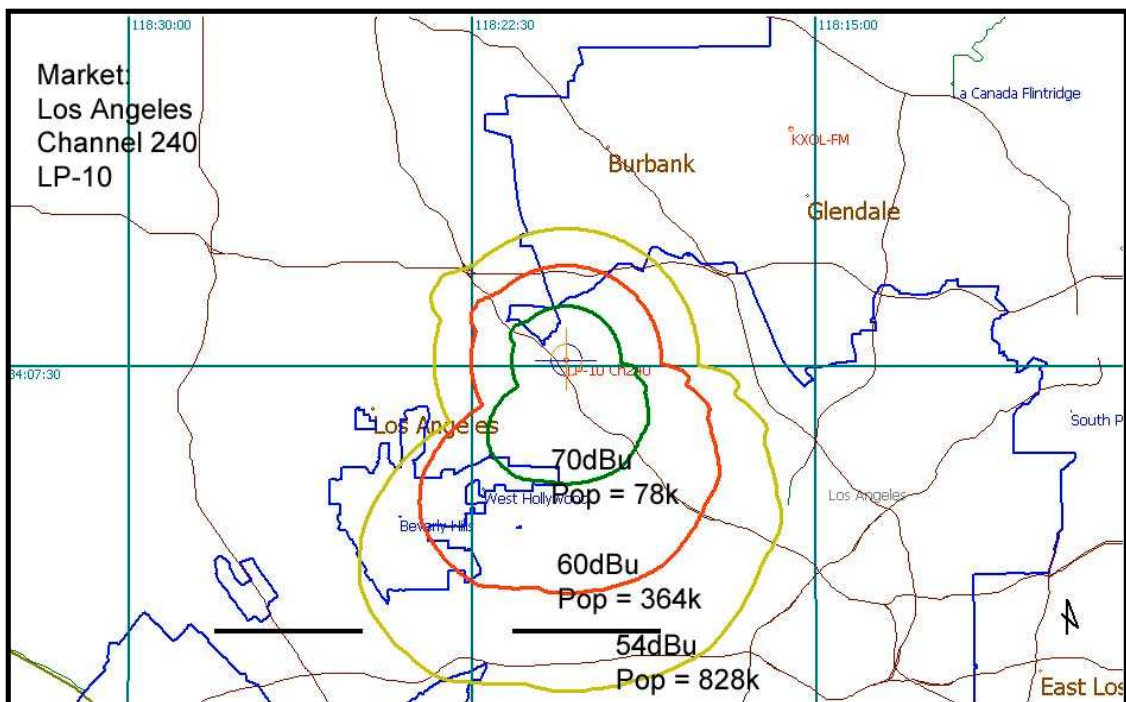 118:30:00
118:22:30
118:15:00
Market:
Los Angeles
Channel 240
LP-10
La Canada Flintridge
KXOL-FM
Burbank
Glendale
34:07:30
LP-10 Ch240
Los Angeles
South P
70dBu
Pop = 78k
West Hollywood
Los Angeles
Beverly Hills
60dBu
Pop = 364k
54dBu
Pop = 828k
East Los
N